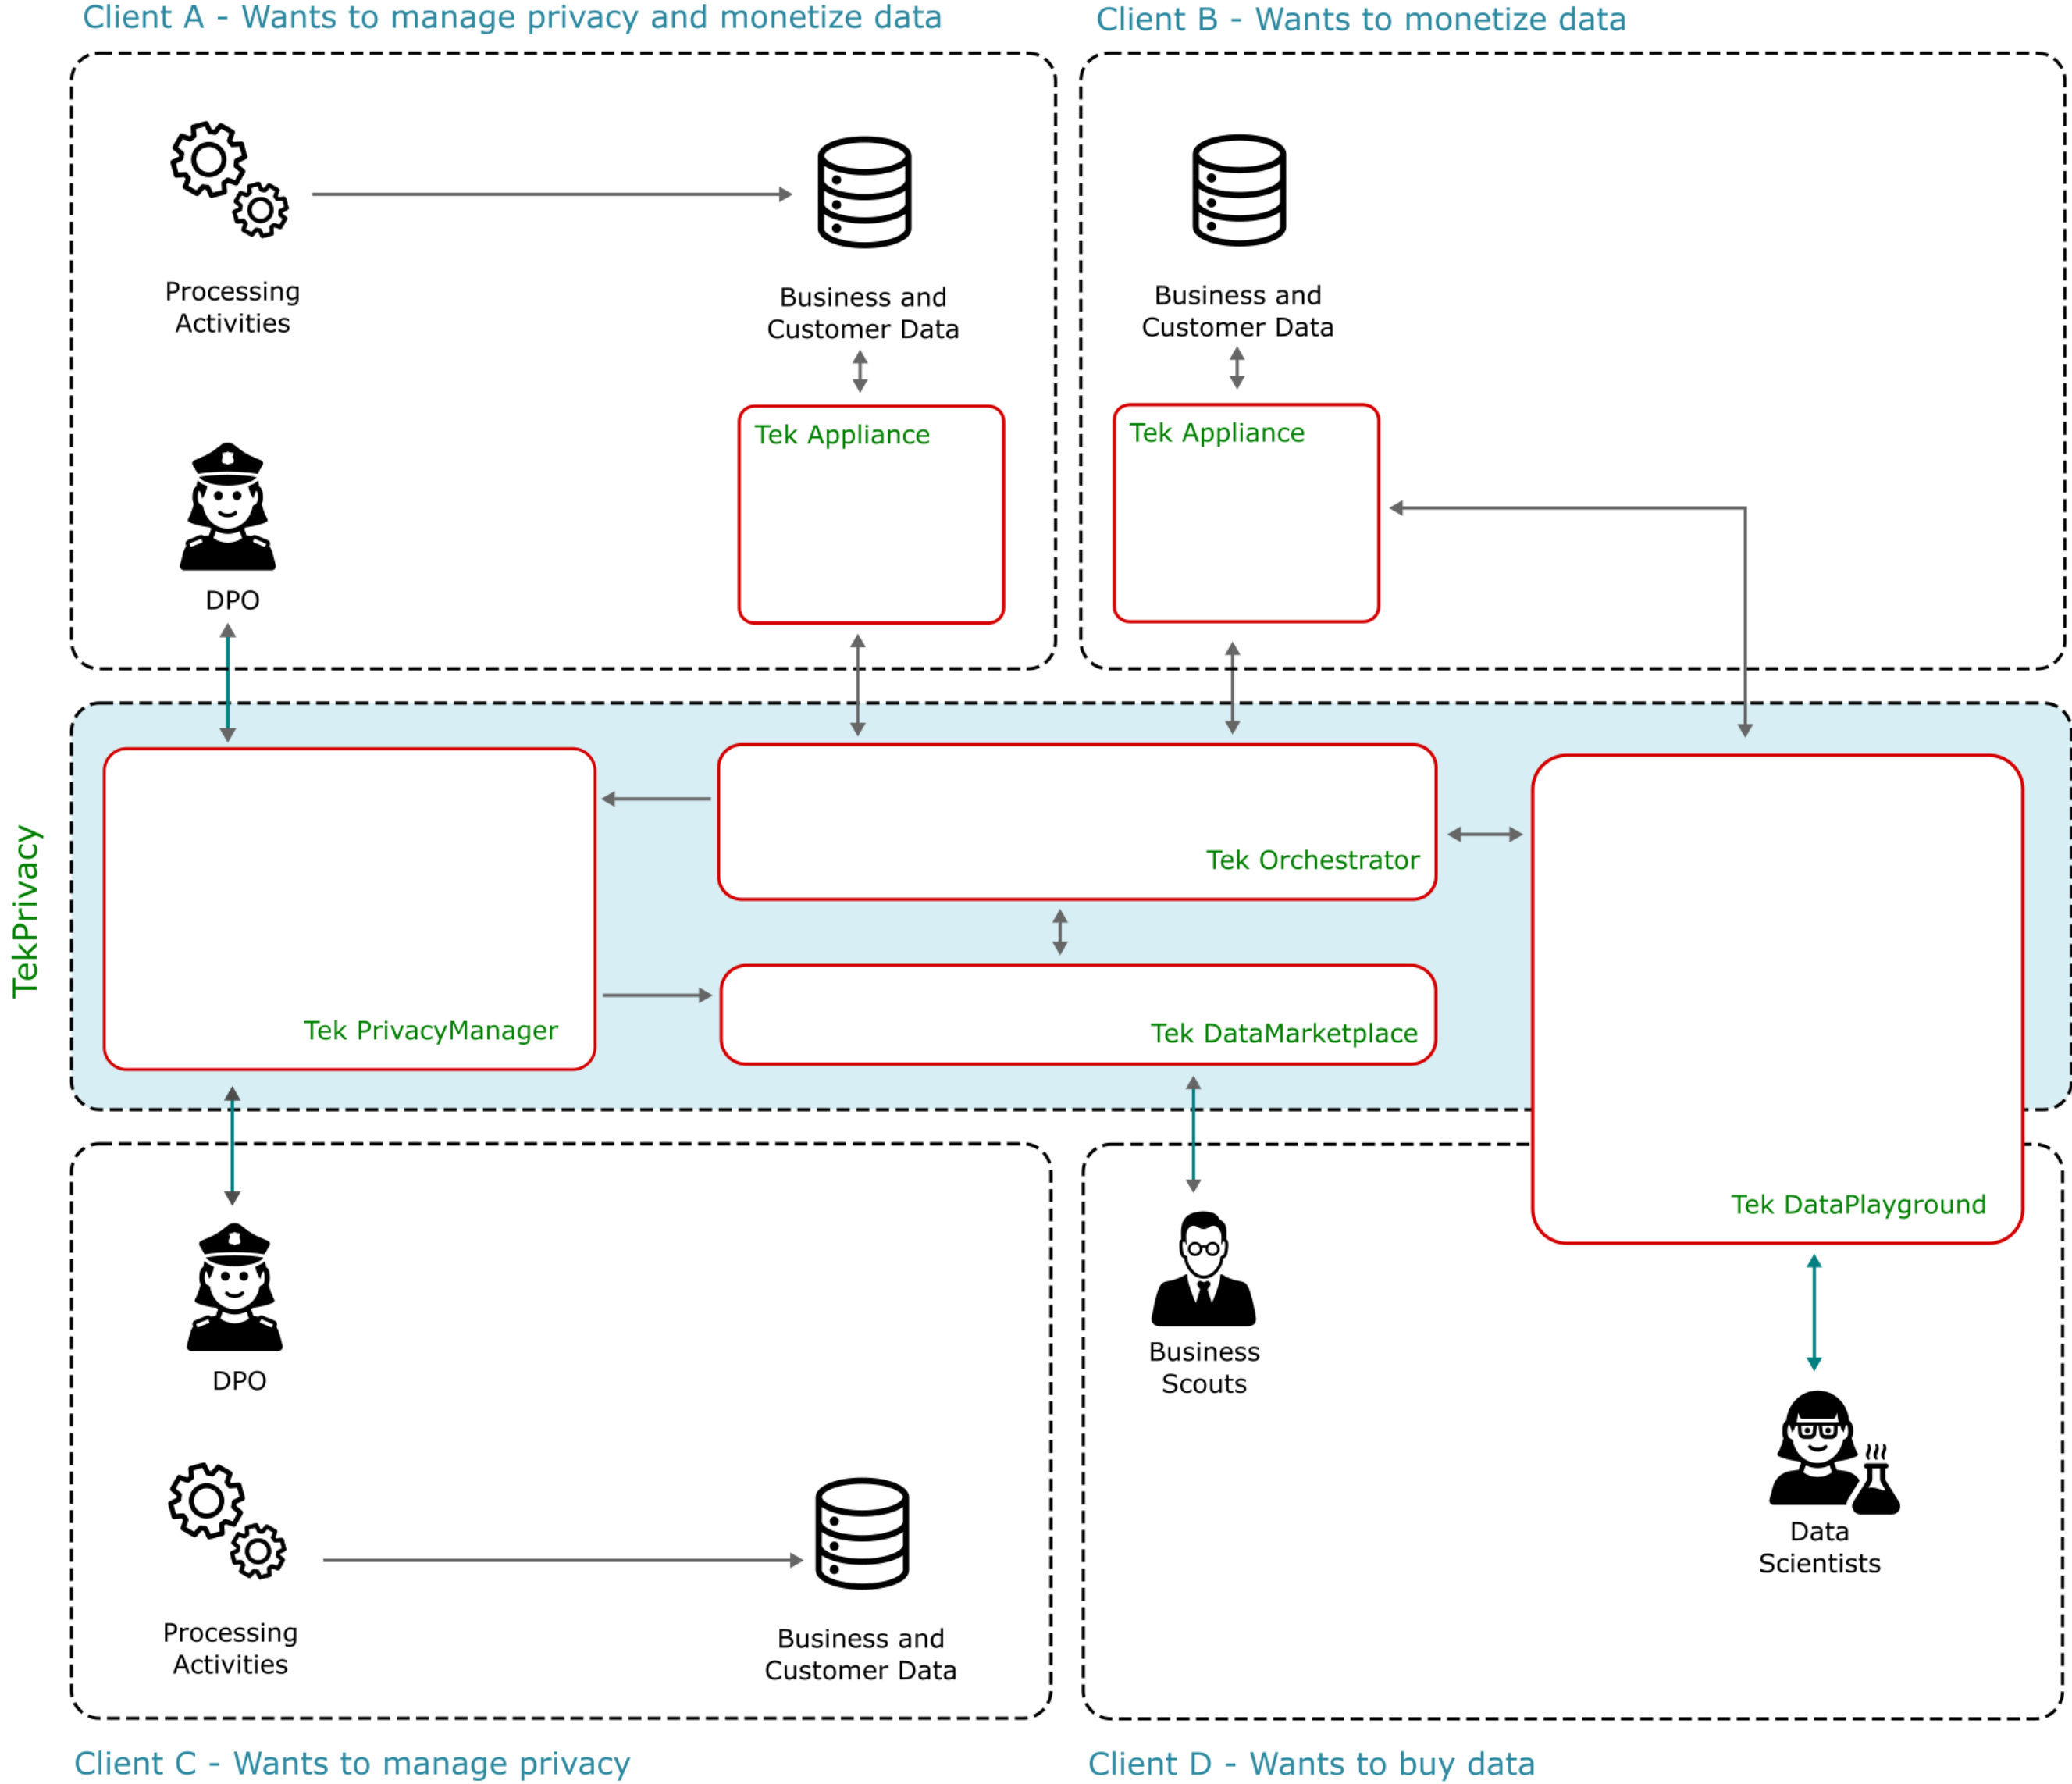 Client A - Wants to manage privacy and monetize data
Client B - Wants to monetize data
Processing
Activities
Business and
Customer Data
Business and
Customer Data
Tek Appliance
Tek Appliance
DPO
TekPrivacy
Tek Orchestrator
Tek PrivacyManager
Tek DataMarketplace
Tek DataPlayground
DPO
Business
Scouts
Data
Scientists
Processing
Activities
Business and
Customer Data
Client C - Wants to manage privacy
Client D - Wants to buy data